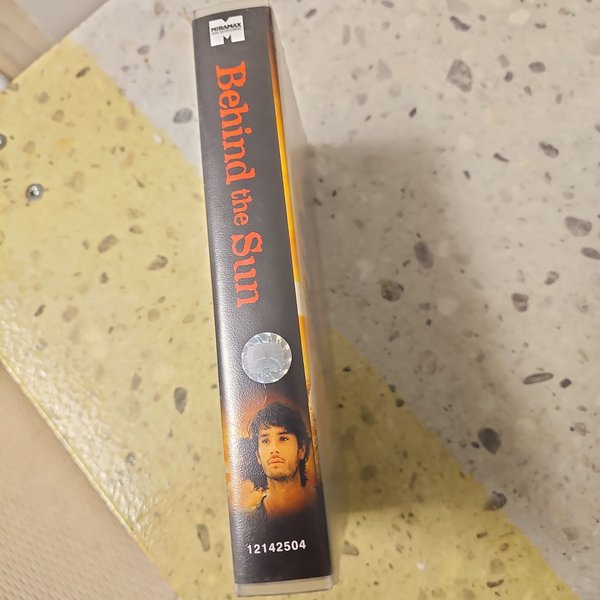 MIRAMAX
Behind the Sun
12142504